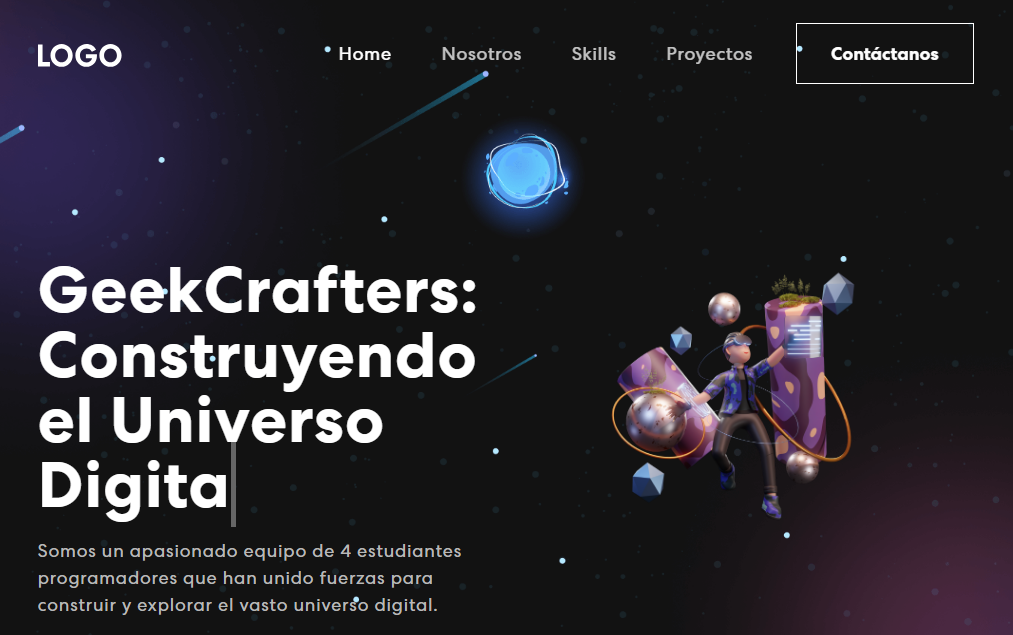 LOGO
Home
Nosotros
Skills
Proyectos
Contáctanos
GeekCrafters:
Construyendo
el Universo
Digita
Somos un apasionado equipo de 4 estudiantes
programadores que han unido fuerzas para
construir y explorar el vasto universo digital.